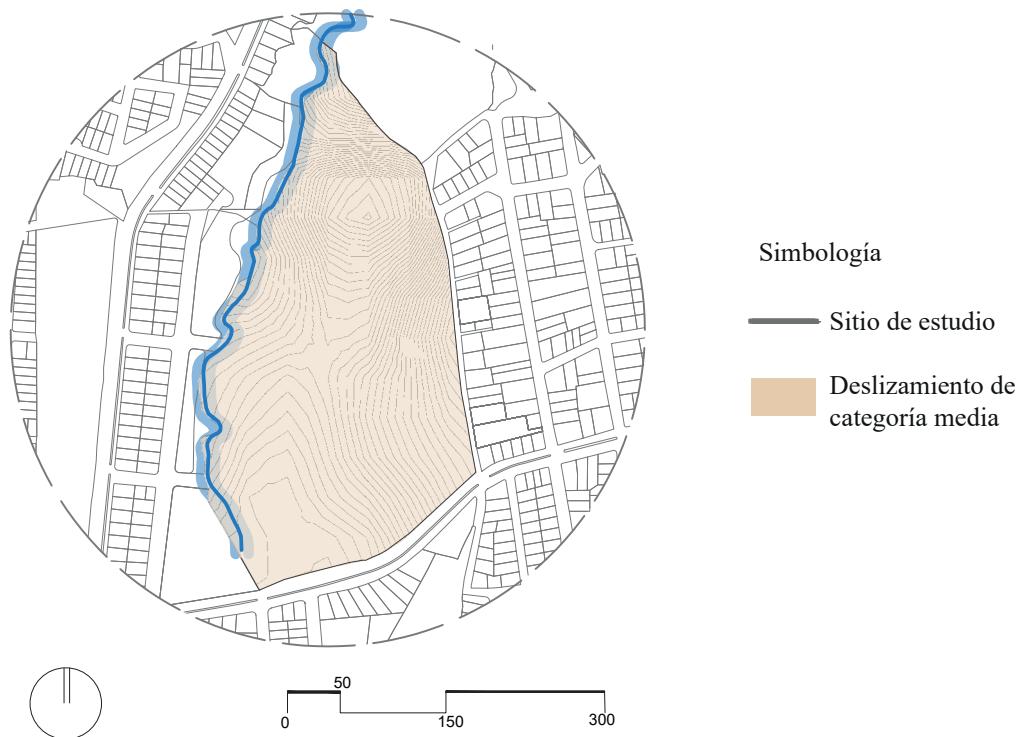 Simbología
Sitio de estudio
Deslizamiento de
categoría media
50
0
150
300